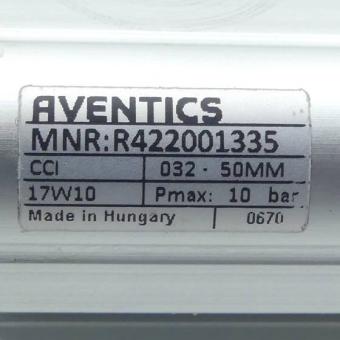 AVENTICS
MNR:R422001335
CCI 032 - 50MM
17W10 Pmax: 10 bar
Made in Hungary 0670